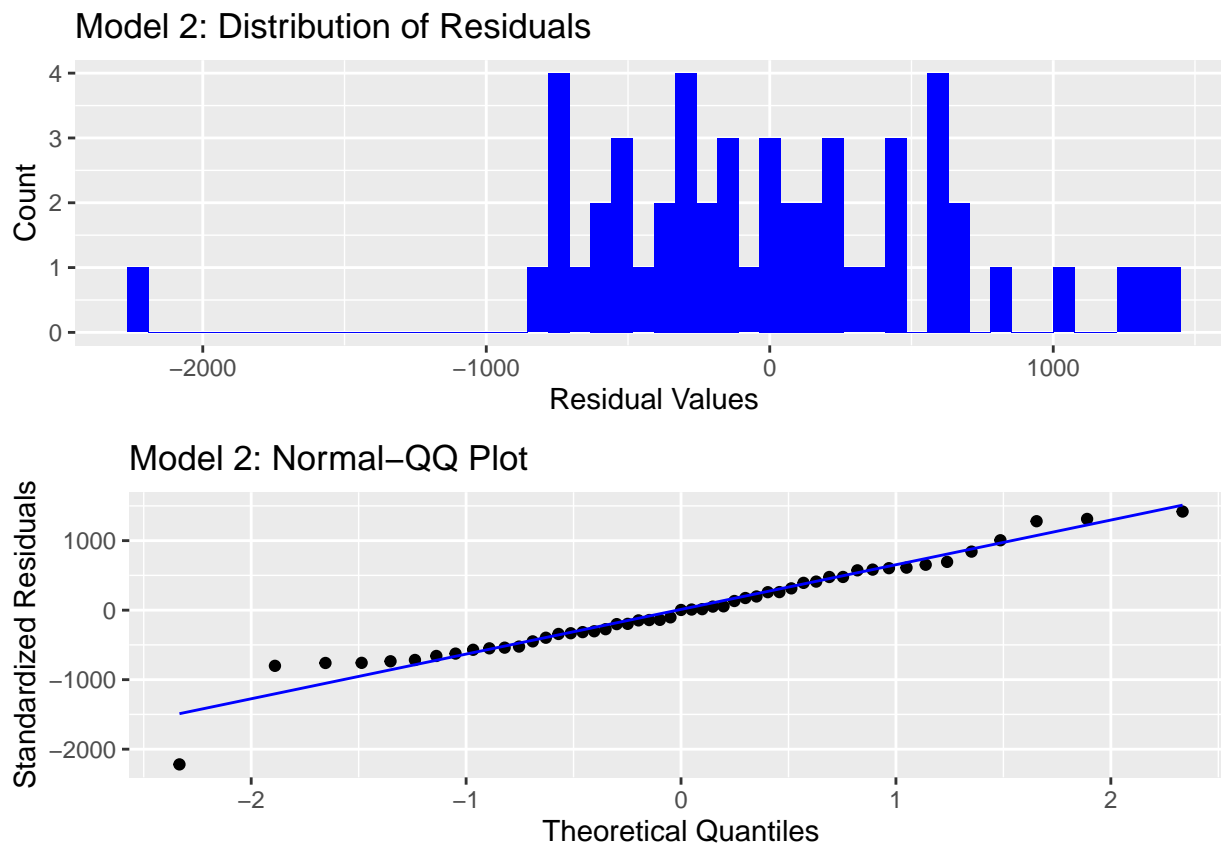 Model 2: Distribution of Residuals
4
3
2
1
0
Count
−2000 −1000 0 1000
Residual Values
Model 2: Normal−QQ Plot
1000
0
−1000
−2000
Standardized Residuals
−2 −1 0 1 2
Theoretical Quantiles